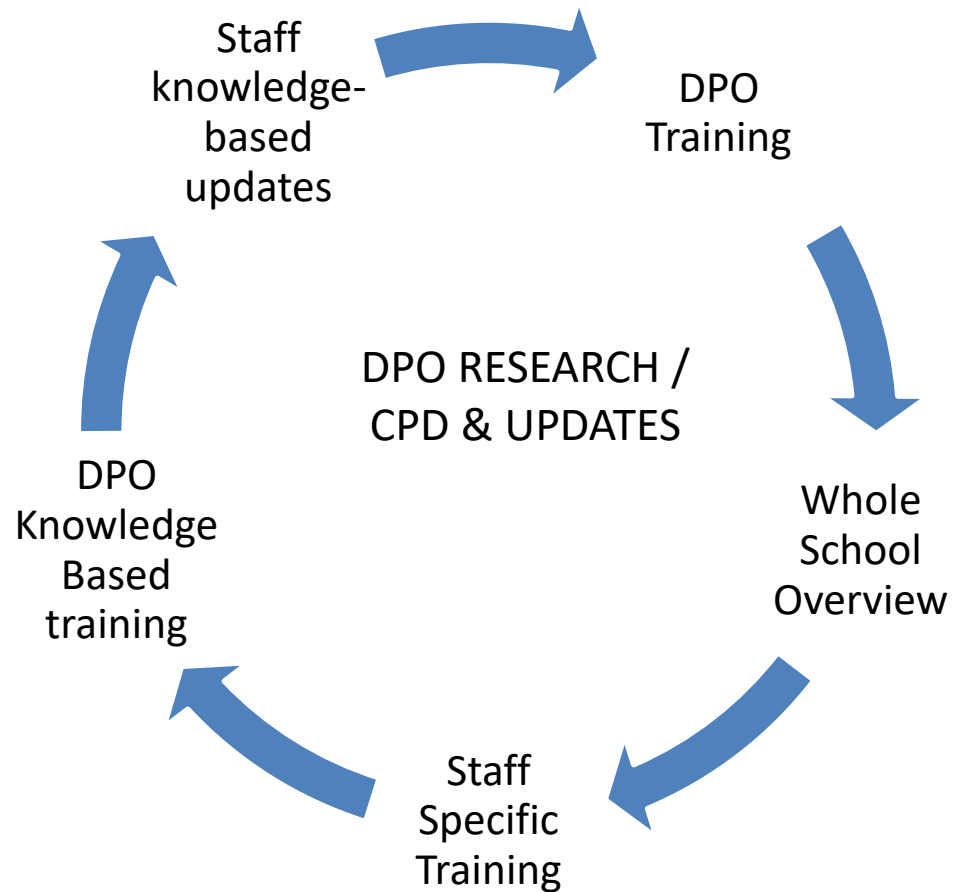 Staff
knowledge-
based
updates
DPO
Training
DPO RESEARCH /
CPD & UPDATES
Whole
School
Overview
DPO
Knowledge
Based
training
Staff
Specific
Training